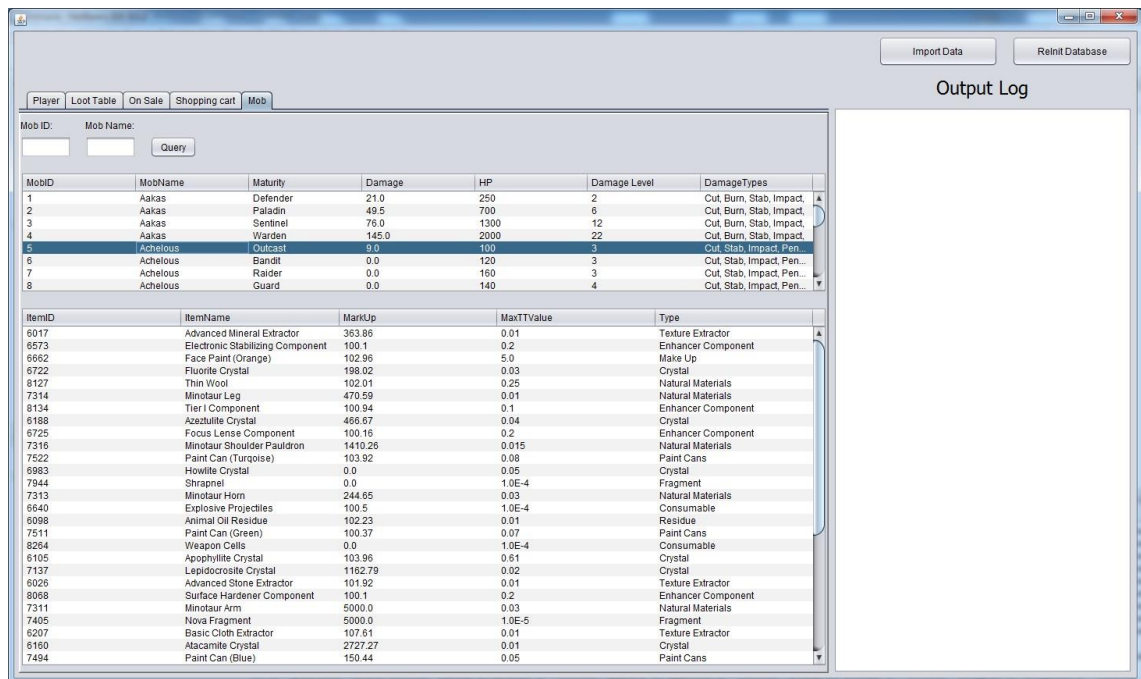 Import Data ReInit Database
Output Log
Player Loot Table On Sale Shopping cart Mob
Mob ID: Mob Name:
Query
MobID MobName Maturity Damage HP Damage Level DamageTypes
1 Aakas Defender 21.0 250 2 Cut, Burn, Stab, Impact,
2 Aakas Paladin 49.5 700 6 Cut, Burn, Stab, Impact,
3 Aakas Sentinel 76.0 1300 12 Cut, Burn, Stab, Impact,
4 Aakas Warden 145.0 2000 22 Cut, Burn, Stab, Impact,
5 Achelous Outcast 9.0 100 3 Cut, Stab, Impact, Pen...
6 Achelous Bandit 0.0 120 3 Cut, Stab, Impact, Pen...
7 Achelous Raider 0.0 160 3 Cut, Stab, Impact, Pen...
8 Achelous Guard 0.0 140 4 Cut, Stab, Impact, Pen...
ItemID ItemName MarkUp MaxTTValue Type
6017 Advanced Mineral Extractor 363.86 0.01 Texture Extractor
6573 Electronic Stabilizing Component 100.1 0.2 Enhancer Component
6662 Face Paint (Orange) 102.96 5.0 Make Up
6722 Fluorite Crystal 198.02 0.03 Crystal
8127 Thin Wool 102.01 0.25 Natural Materials
7314 Minotaur Leg 470.59 0.01 Natural Materials
8134 Tier I Component 100.94 0.1 Enhancer Component
6188 Azeztulite Crystal 466.67 0.04 Crystal
6725 Focus Lense Component 100.16 0.2 Enhancer Component
7316 Minotaur Shoulder Pauldron 1410.26 0.015 Natural Materials
7522 Paint Can (Turqoise) 103.92 0.08 Paint Cans
6983 Howlite Crystal 0.0 0.05 Crystal
7944 Shrapnel 0.0 1.0E-4 Fragment
7313 Minotaur Horn 244.65 0.03 Natural Materials
6640 Explosive Projectiles 100.5 1.0E-4 Consumable
6098 Animal Oil Residue 102.23 0.01 Residue
7511 Paint Can (Green) 100.37 0.07 Paint Cans
8264 Weapon Cells 0.0 1.0E-4 Consumable
6105 Apophyllite Crystal 103.96 0.61 Crystal
7137 Lepidocrosite Crystal 1162.79 0.02 Crystal
6026 Advanced Stone Extractor 101.92 0.01 Texture Extractor
8068 Surface Hardener Component 100.1 0.2 Enhancer Component
7311 Minotaur Arm 5000.0 0.03 Natural Materials
7405 Nova Fragment 5000.0 1.0E-5 Fragment
6207 Basic Cloth Extractor 107.61 0.01 Texture Extractor
6160 Atacamite Crystal 2727.27 0.01 Crystal
7494 Paint Can (Blue) 150.44 0.05 Paint Cans